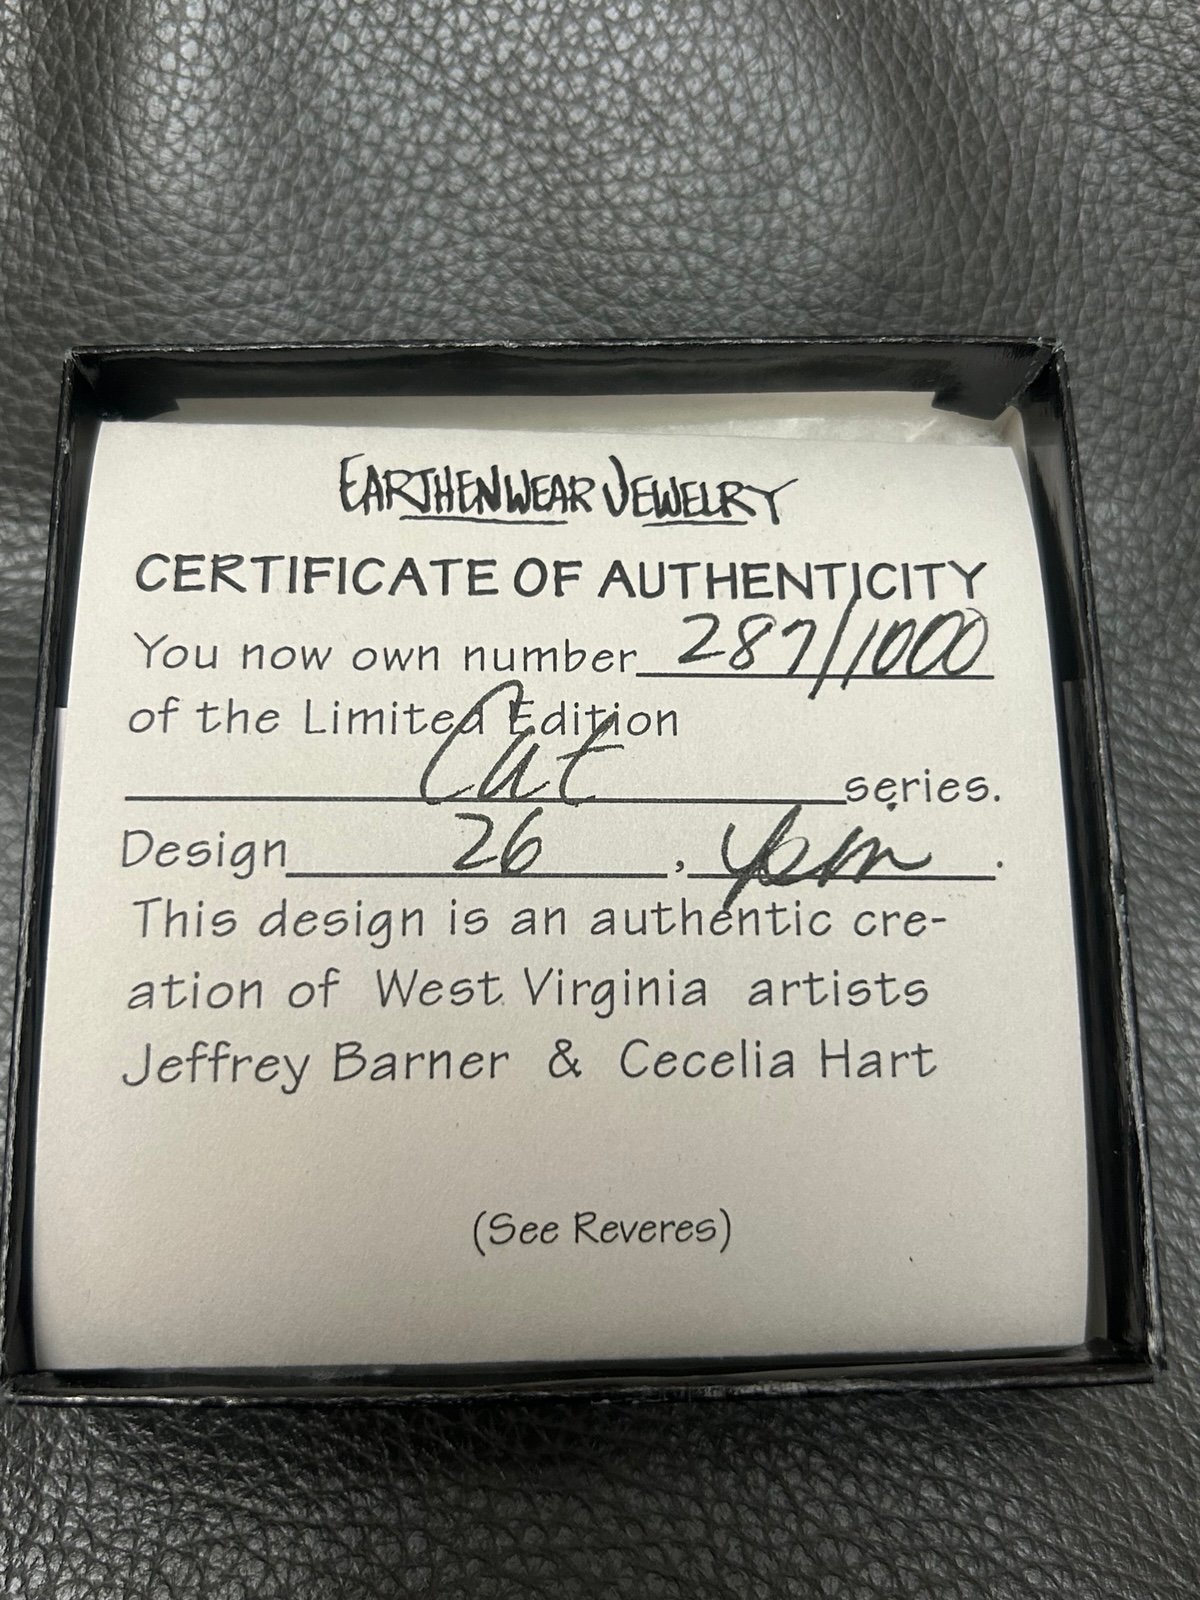 EARTHENWEAR JEWELRY
CERTIFICATE OF AUTHENTICITY
You now own number 287/1000
of the Limited Edition
Cat series.
Design 26, .
This design is an authentic cre-
ation of West Virginia artists
Jeffrey Barner & Cecelia Hart
(See Reveres)